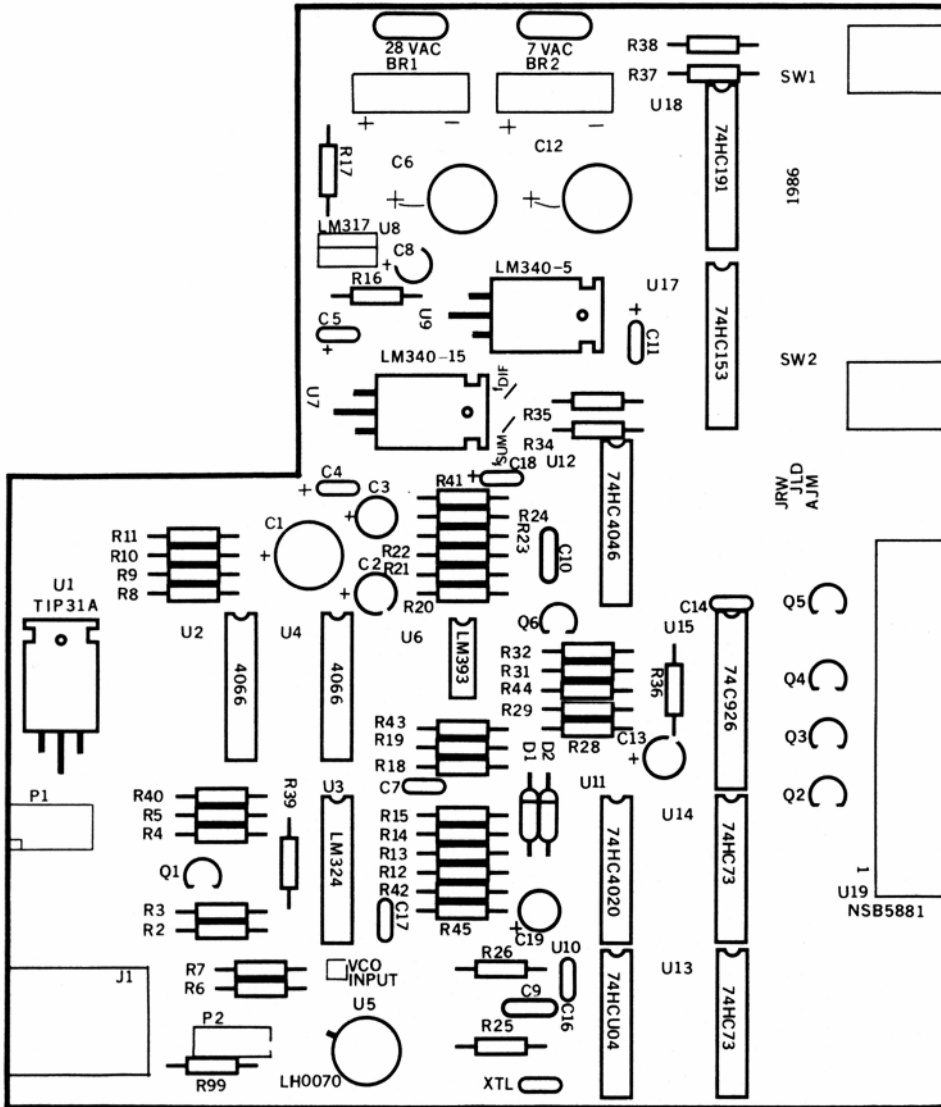 28 VAC
BR1
7 VAC
BR2
R38
R37
SW1
U18
+ −
+ −
R17
C6
C12
74HC191
1986
+
+
LM317
U8
C8
+
R16
LM340-5
U17
U9
C5
+
+
C11
74HC153
LM340-15
DIF
SW2
U7
R35
R34
SUM
C18
+
U12
C4
+
C3
+
R41
74HC4046
JRW
JLD
AJM
R24
R23
C1
+
R11
R10
R9
R8
R22
C10
C2
+
R21
R20
U1
TIP31A
C14
Q5
U2
U4
U6
Q6
U15
4066
4066
LM393
R32
R31
R44
R29
R28
R36
74C926
Q4
R43
R19
R18
C13
+
Q3
D1
D2
C7
U11
Q2
P1
R40
R5
R4
R39
U3
R15
R14
R13
R12
R42
R45
U14
LM324
74HC4020
74HC73
Q1
1
U19
NSB5881
R3
R2
C17
C19
+
U10
R7
R6
VCO
INPUT
R26
U13
J1
C9
C16
74HCU04
74HC73
P2
U5
R25
R99
LH0070
XTL